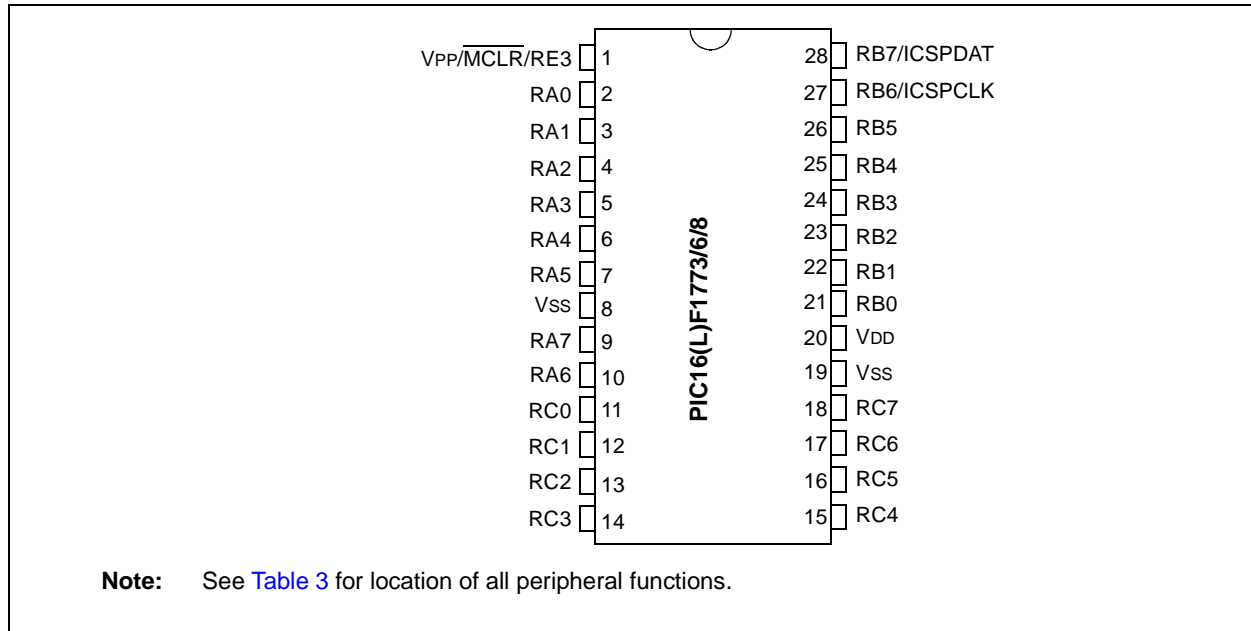 VPP/MCLR/RE3 1 28 RB7/ICSPDAT
RA0 2 27 RB6/ICSPCLK
RA1 3 26 RB5
RA2 4 25 RB4
RA3 5 24 RB3
RA4 6 23 RB2
RA5 7 22 RB1
VSS 8 21 RB0
RA7 9 20 VDD
RA6 10 19 VSS
RC0 11 18 RC7
RC1 12 17 RC6
RC2 13 16 RC5
RC3 14 15 RC4
PIC16(L)F1773/6/8
Note: See Table 3 for location of all peripheral functions.